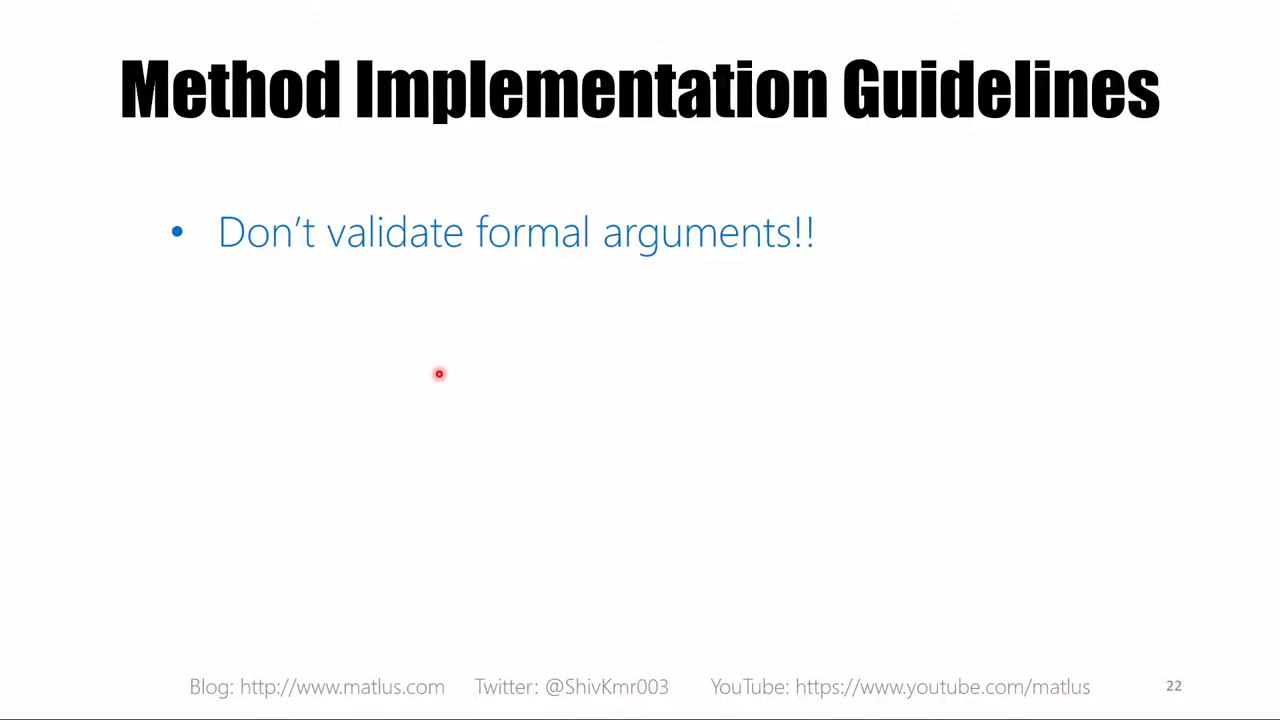 Method Implementation Guidelines
• Don’t validate formal arguments!!
Blog: http://www.matlus.com Twitter: @ShivKmr003 YouTube: https://www.youtube.com/matlus 22